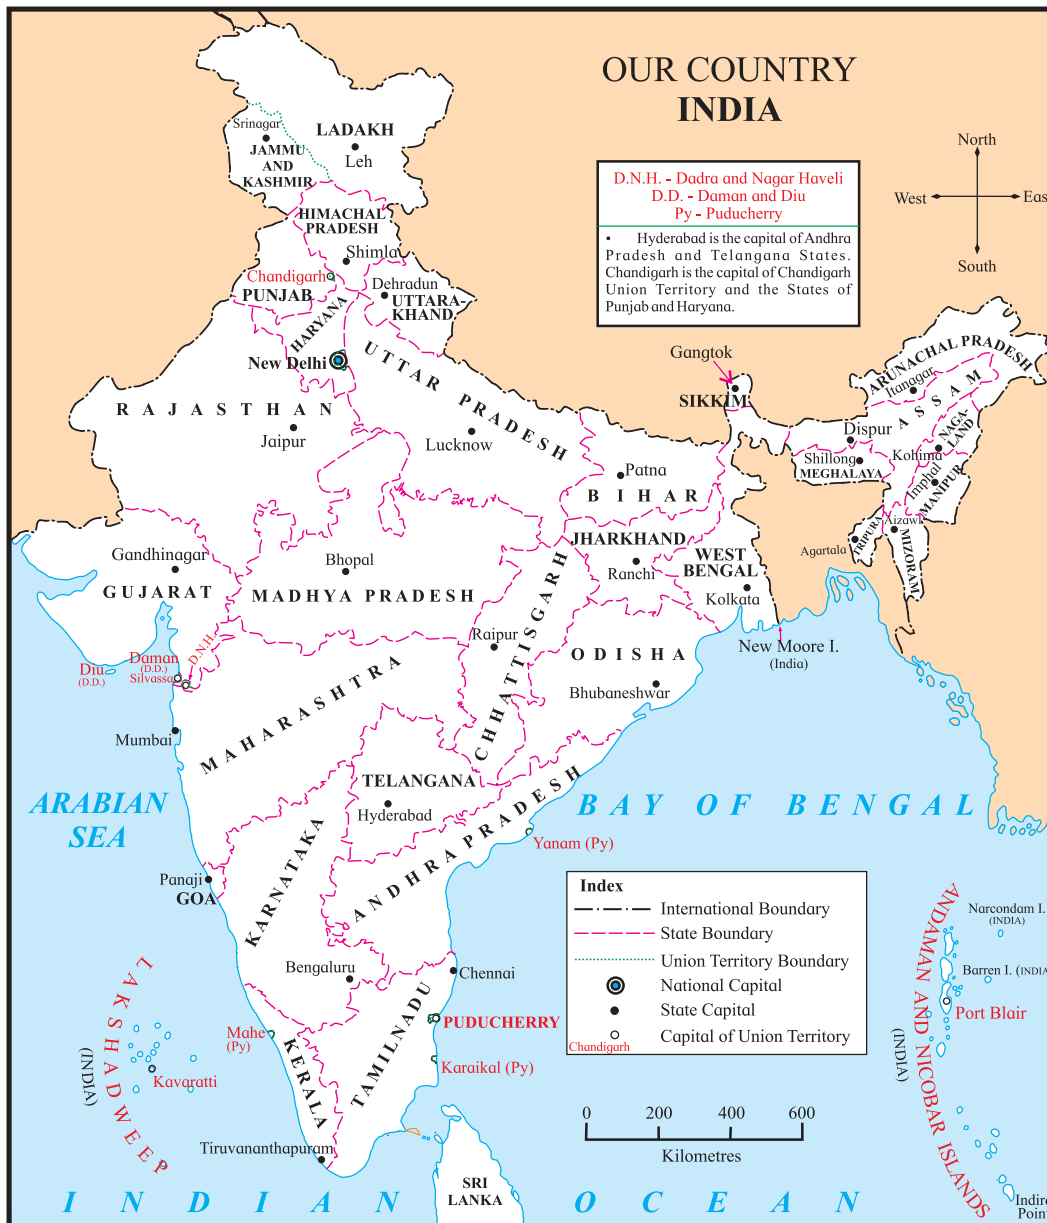 OUR COUNTRY
INDIA
North
West
East
South
D.N.H. - Dadra and Nagar Haveli
D.D. - Daman and Diu
Py - Puducherry
• Hyderabad is the capital of Andhra
Pradesh and Telangana States.
Chandigarh is the capital of Chandigarh
Union Territory and the States of
Punjab and Haryana.
Srinagar
LADAKH
JAMMU
AND
KASHMIR
Leh
HIMACHAL
PRADESH
Shimla
Chandigarh
PUNJAB
Dehradun
UTTARA-
KHAND
HARYANA
New Delhi
UTTAR PRADESH
RAJASTHAN
Jaipur
Lucknow
Gangtok
SIKKIM
ARUNACHAL PRADESH
Itanagar
ASSAM
Dispur
NAGA-
LAND
Kohima
Shillong
MEGHALAYA
Imphal
MANIPUR
Aizawl
TRIPURA
Agartala
MIZORAM
Patna
BIHAR
JHARKHAND
Ranchi
WEST
BENGAL
Kolkata
New Moore I.
(India)
Gandhinagar
GUJARAT
Bhopal
MADHYA PRADESH
CHHATTISGARH
Raipur
ODISHA
Bhubaneshwar
D.N.H.
Daman
(D.D.)
Silvassa
Diu
(D.D.)
MAHARASHTRA
Mumbai
TELANGANA
Hyderabad
ARABIAN
SEA
BAY OF BENGAL
ANDHRA PRADESH
Yanam (Py)
KARNATAKA
Panaji
GOA
Bengaluru
Chennai
TAMILNADU
PUDUCHERRY
Mahe
(Py)
Karaikal (Py)
KERALA
Tiruvananthapuram
LAKSHADWEEP
(INDIA)
Kavaratti
Index
International Boundary
State Boundary
Union Territory Boundary
National Capital
State Capital
Chandigarh
Capital of Union Territory
0 200 400 600
Kilometres
ANDAMAN AND NICOBAR ISLANDS
(INDIA)
Narcondam I.
(INDIA)
Barren I. (INDIA
Port Blair
Indira
Point
SRI
LANKA
INDIAN OCEAN